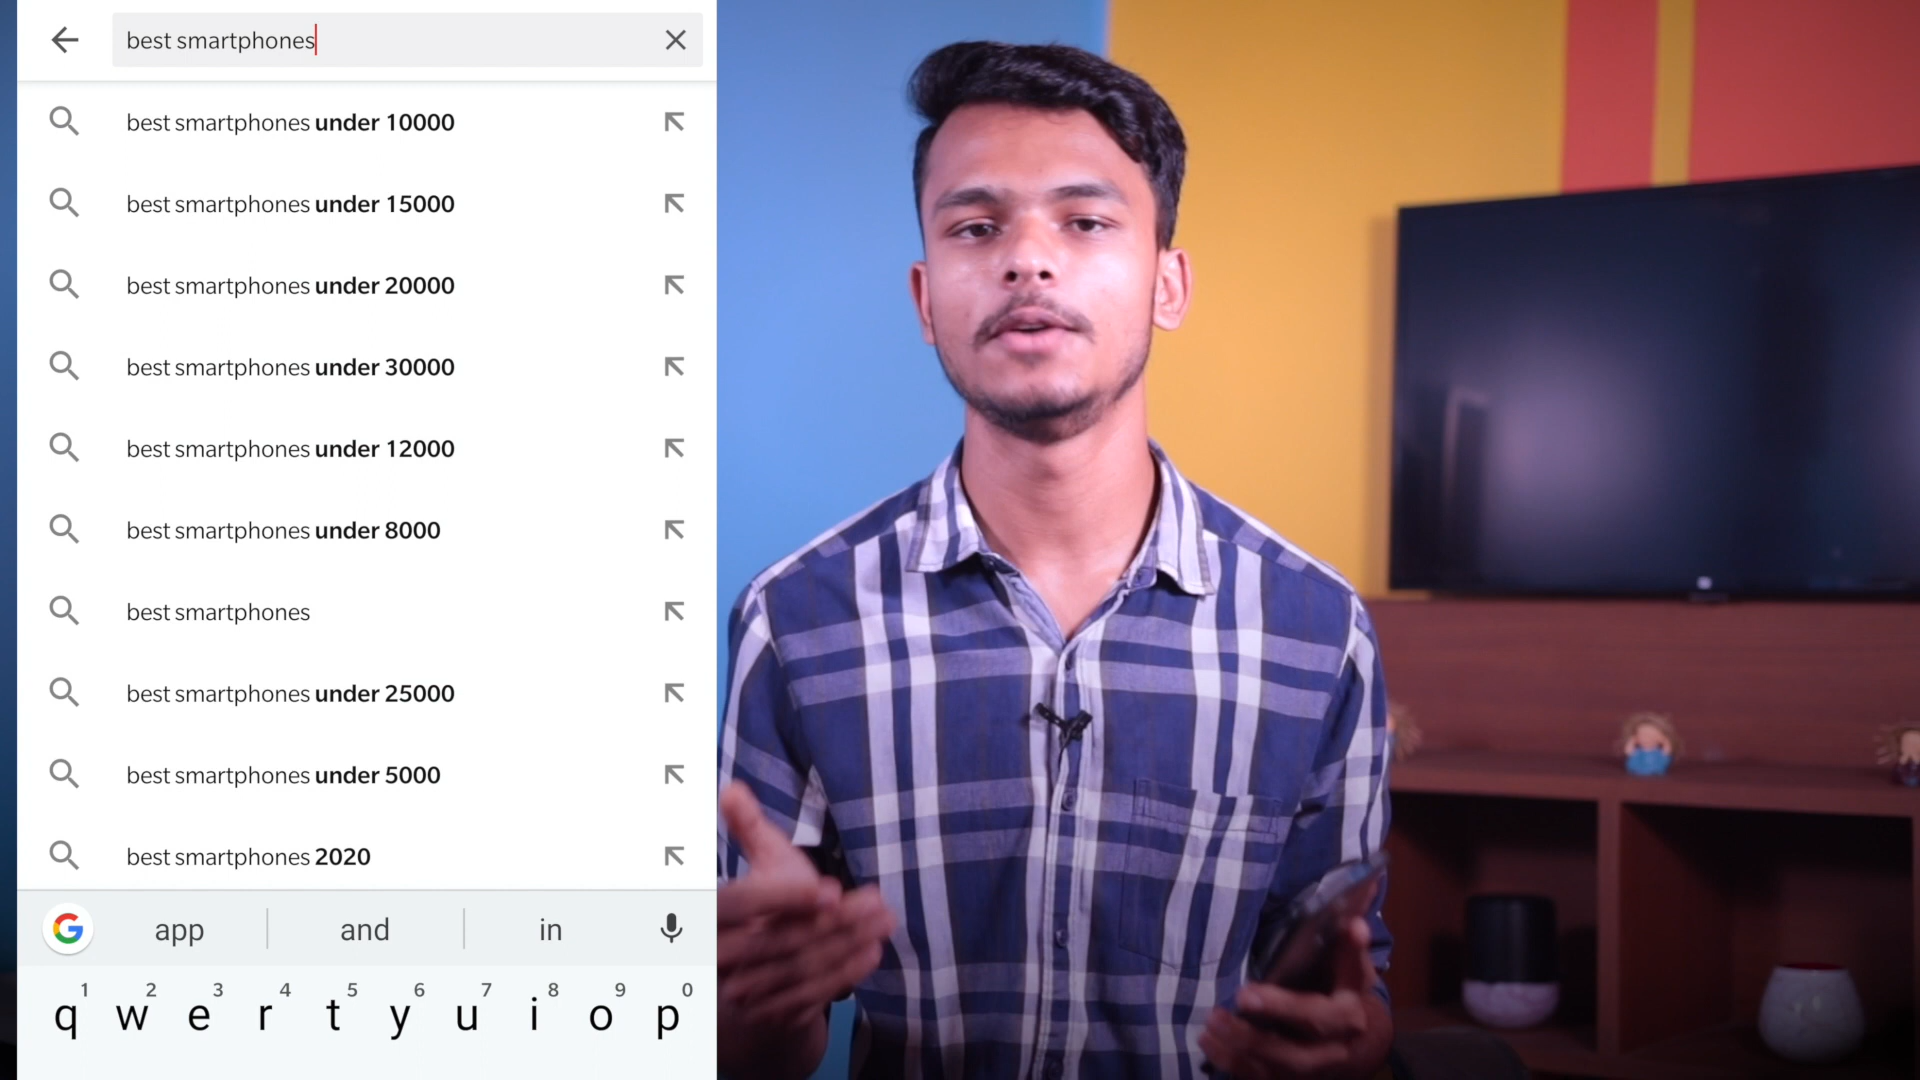 best smartphones
best smartphones under 10000
best smartphones under 15000
best smartphones under 20000
best smartphones under 30000
best smartphones under 12000
best smartphones under 8000
best smartphones
best smartphones under 25000
best smartphones under 5000
best smartphones 2020
G app and in
1 2 3 4 5 6 7 8 9 0
q w e r t y u i o p